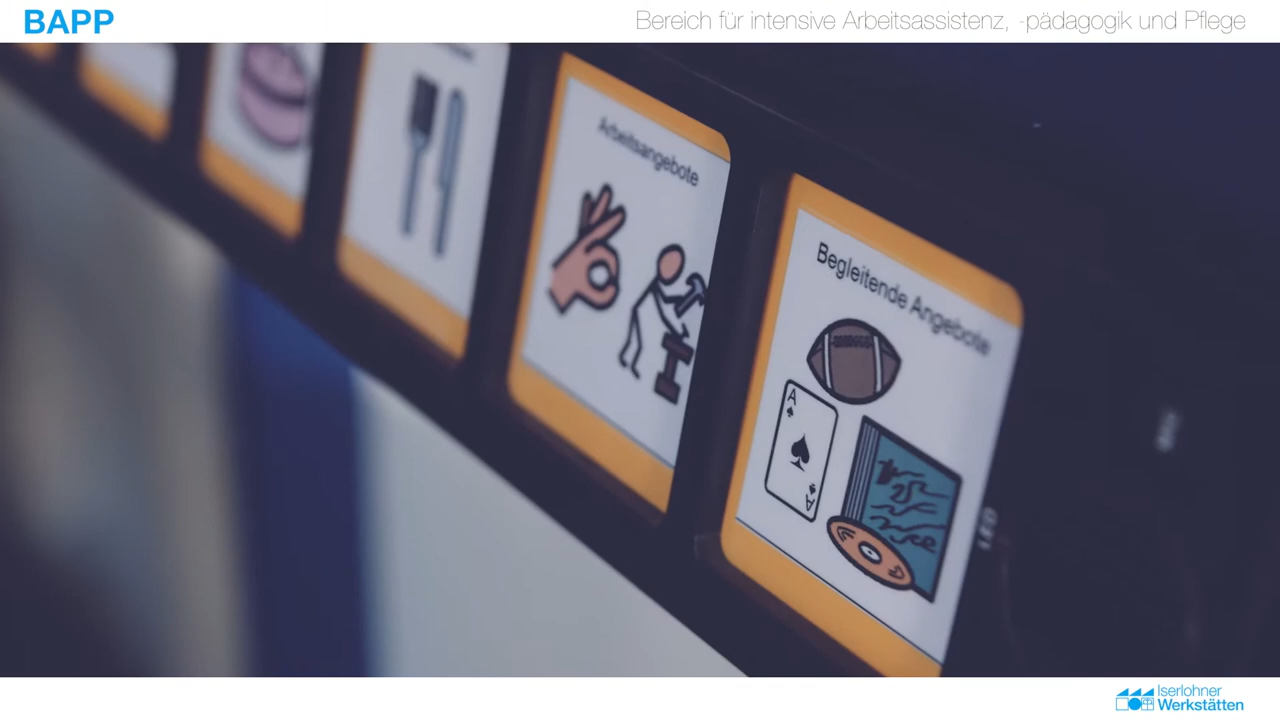 BAPP
Bereich für intensive Arbeitsassistenz, -pädagogik und Pflege
Arbeitsangebote
Begleitende Angebote
A
A
Iserlohner
Werkstätten